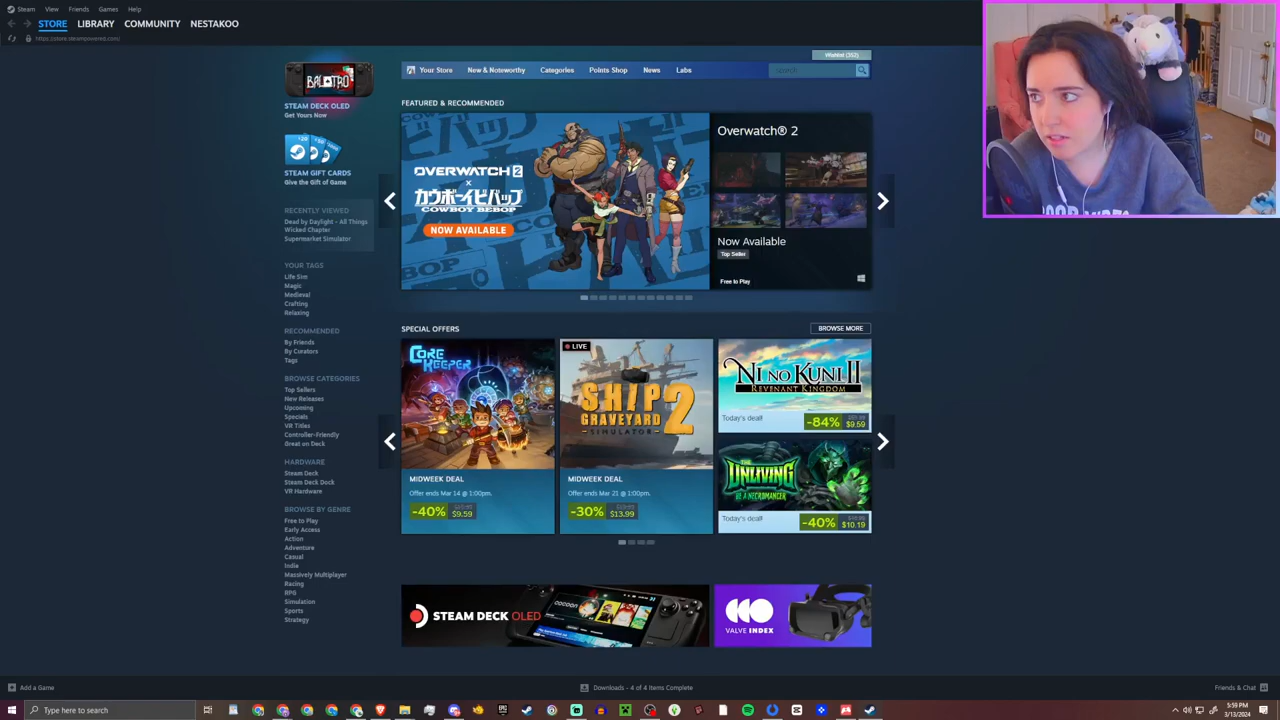 Steam View Friends Games Help
STORE LIBRARY COMMUNITY NESTAKOO
https://store.steampowered.com/
Wishlist (352)
Your Store New & Noteworthy Categories Points Shop News Labs search
BALATRO
STEAM DECK OLED
Get Yours Now
STEAM GIFT CARDS
Give the Gift of Game
RECENTLY VIEWED
Dead by Daylight - All Things
Wicked Chapter
Supermarket Simulator
YOUR TAGS
Life Sim
Magic
Medieval
Crafting
Relaxing
RECOMMENDED
By Friends
By Curators
Tags
BROWSE CATEGORIES
Top Sellers
New Releases
Upcoming
Specials
VR Titles
Controller-Friendly
Great on Deck
HARDWARE
Steam Deck
Steam Deck Dock
VR Hardware
BROWSE BY GENRE
Free to Play
Early Access
Action
Adventure
Casual
Indie
Massively Multiplayer
Racing
RPG
Simulation
Sports
Strategy
FEATURED & RECOMMENDED
OVERWATCH 2
x
カウボーイビバップ
COWBOY BEBOP
NOW AVAILABLE
Overwatch® 2
Now Available
Top Seller
Free to Play
SPECIAL OFFERS
BROWSE MORE
CORE KEEPER
MIDWEEK DEAL
Offer ends Mar 14 @ 1:00pm.
-40% $9.59
LIVE
SHIP
GRAVEYARD 2
SIMULATOR
MIDWEEK DEAL
Offer ends Mar 21 @ 1:00pm.
-30% $13.99
NI NO KUNI II
REVENANT KINGDOM
Today's deal!
-84% $9.59
THE UNLIVING
BE A NECROMANCER
Today's deal!
-40% $10.19
STEAM DECK OLED
VALVE INDEX
Add a Game
Downloads - 4 of 4 Items Complete
Friends & Chat
Type here to search
5:59 PM
3/13/2024